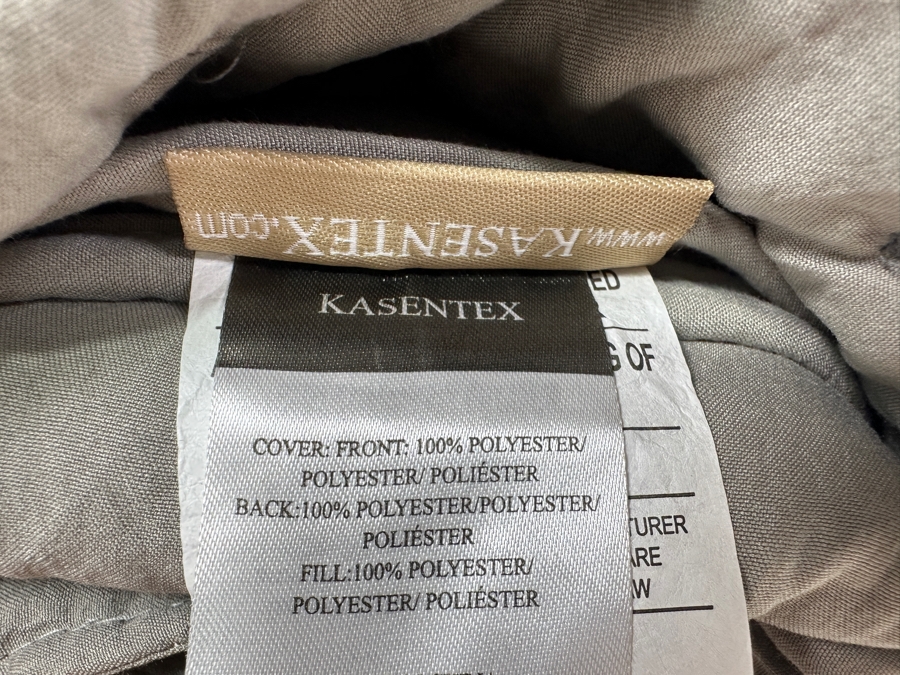 www.KASENTEX.com
KASENTEX
COVER: FRONT: 100% POLYESTER/
POLYESTER/ POLIÉSTER
BACK:100% POLYESTER/POLYESTER/
POLIÉSTER
FILL:100% POLYESTER/
POLYESTER/ POLIÉSTER
ED
G OF
TURER
ARE
W